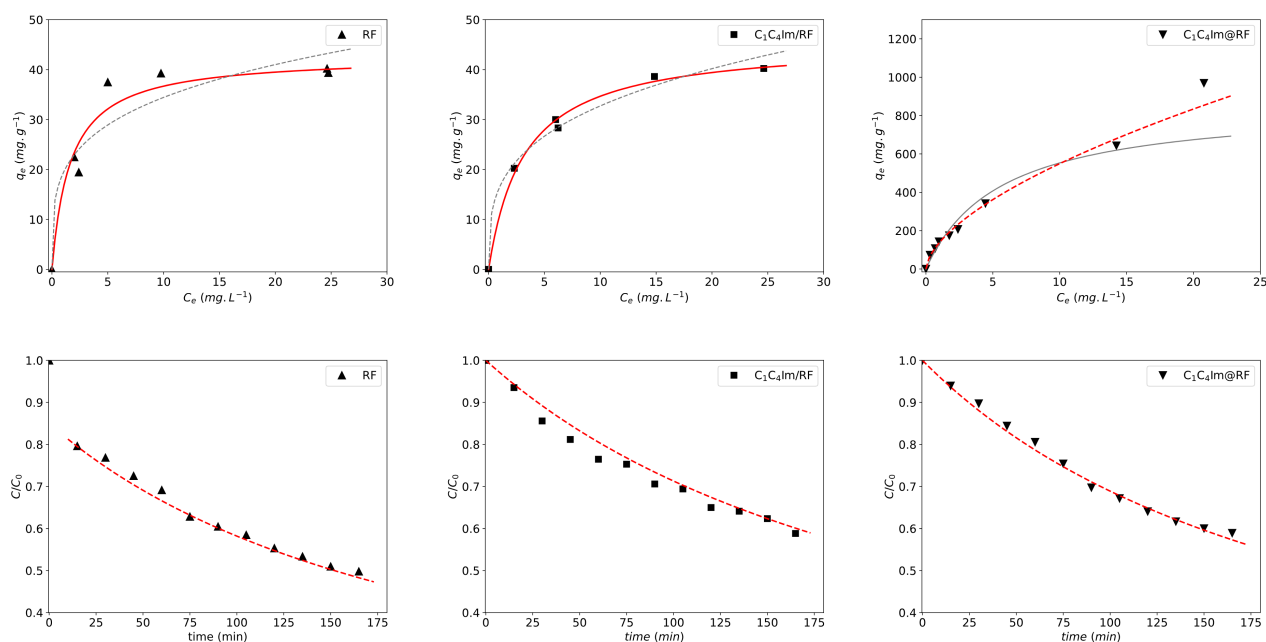 50
40
30
20
10
0
qₑ (mg. g⁻¹)
▲ RF
0 5 10 15 20 25 30
Cₑ (mg. L⁻¹)
50
40
30
20
10
0
qₑ (mg. g⁻¹)
■ C₁C₄Im/RF
0 5 10 15 20 25 30
Cₑ (mg. L⁻¹)
1200
1000
800
600
400
200
0
qₑ (mg. g⁻¹)
▼ C₁C₄Im@RF
0 5 10 15 20 25
Cₑ (mg. L⁻¹)
1.0
0.9
0.8
0.7
0.6
0.5
0.4
C/C₀
▲ RF
0 25 50 75 100 125 150 175
time (min)
1.0
0.9
0.8
0.7
0.6
0.5
0.4
C/C₀
■ C₁C₄Im/RF
0 25 50 75 100 125 150 175
time (min)
1.0
0.9
0.8
0.7
0.6
0.5
0.4
C/C₀
▼ C₁C₄Im@RF
0 25 50 75 100 125 150 175
time (min)